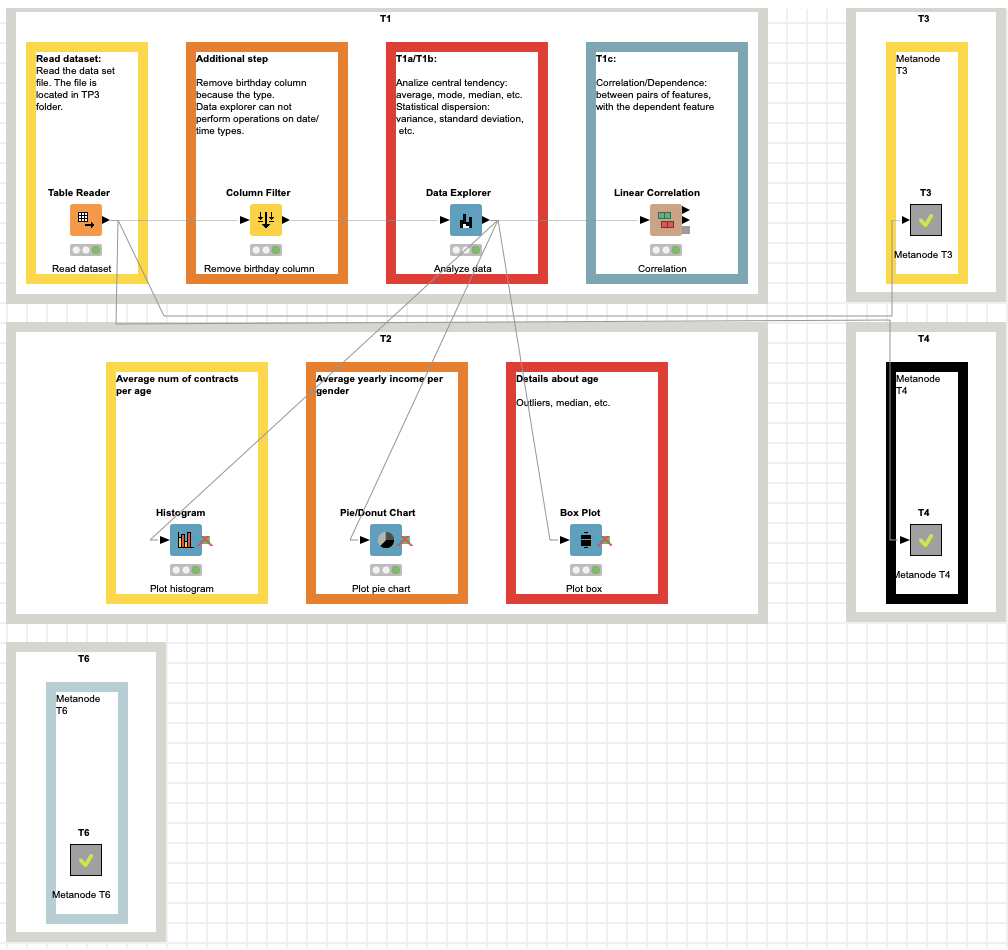 T1
Read dataset:
Read the data set
file. The file is
located in TP3
folder.
Table Reader
Read dataset
Additional step
Remove birthday column
because the type.
Data explorer can not
perform operations on date/
time types.
Column Filter
Remove birthday column
T1a/T1b:
Analize central tendency:
average, mode, median, etc.
Statistical dispersion:
variance, standard deviation,
etc.
Data Explorer
Analyze data
T1c:
Correlation/Dependence:
between pairs of features,
with the dependent feature
Linear Correlation
Correlation
T3
Metanode
T3
T3
Metanode T3
T2
Average num of contracts
per age
Histogram
Plot histogram
Average yearly income per
gender
Pie/Donut Chart
Plot pie chart
Details about age
Outliers, median, etc.
Box Plot
Plot box
T4
Metanode
T4
T4
Metanode T4
T6
Metanode
T6
T6
Metanode T6